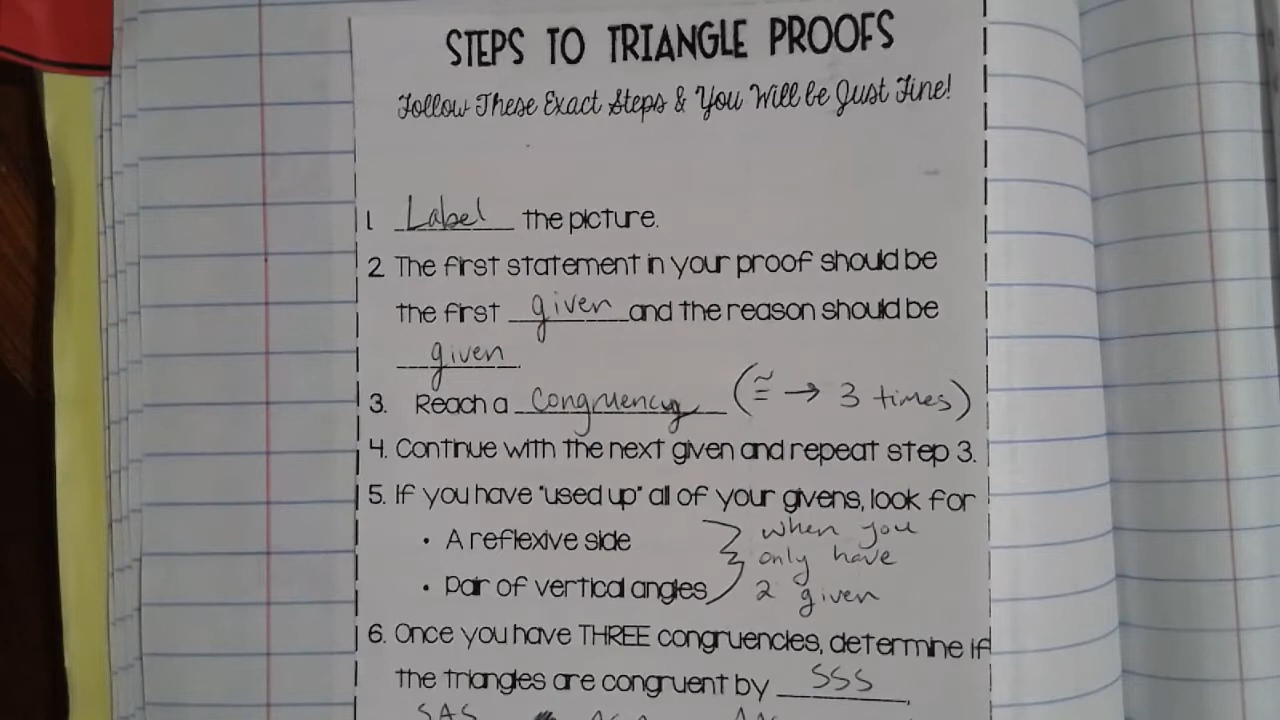 STEPS TO TRIANGLE PROOFS
Follow These Exact Steps & You Will be Just Fine!
1 Label the picture.
2 The first statement in your proof should be
the first given and the reason should be
given.
3. Reach a congruency (≅ → 3 times)
4. Continue with the next given and repeat step 3.
5. If you have "used up" all of your givens, look for
• A reflexive side
• Pair of vertical angles
when you
only have
2 given
6. Once you have THREE congruencies, determine if
the triangles are congruent by SSS,
SAS